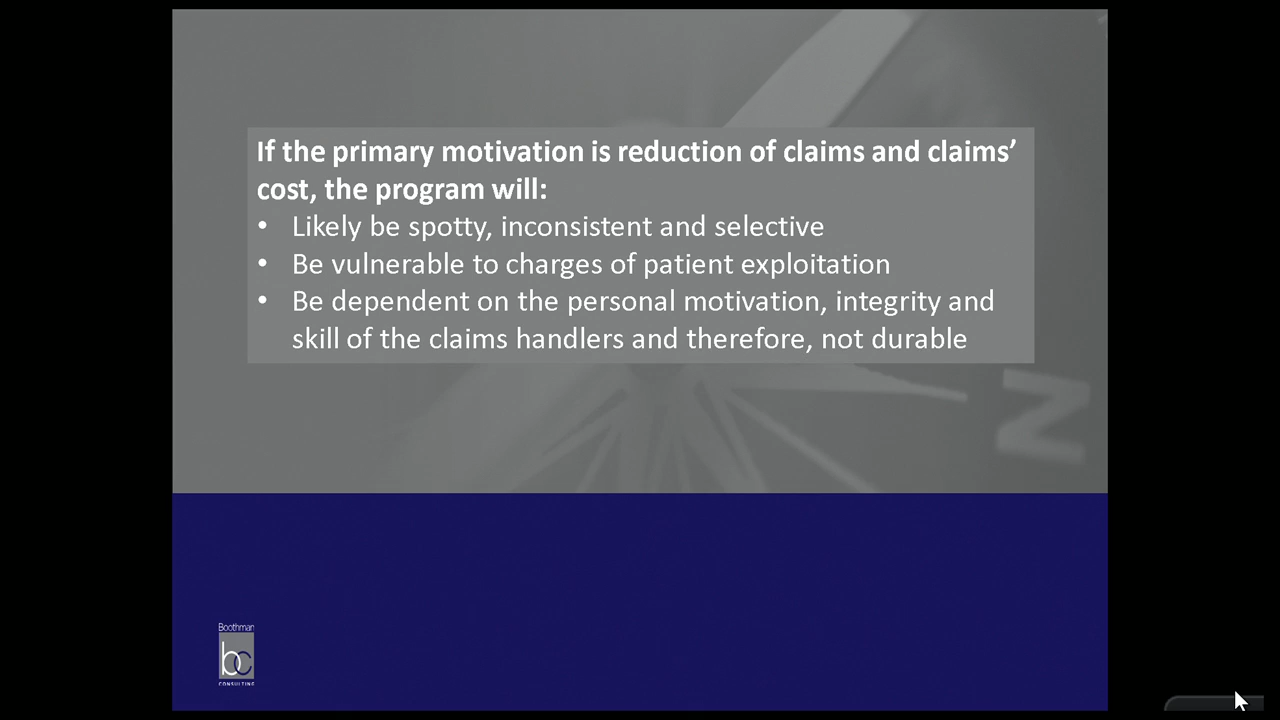 If the primary motivation is reduction of claims and claims’
cost, the program will:
• Likely be spotty, inconsistent and selective
• Be vulnerable to charges of patient exploitation
• Be dependent on the personal motivation, integrity and
skill of the claims handlers and therefore, not durable
N
Boothman
bc
CONSULTING